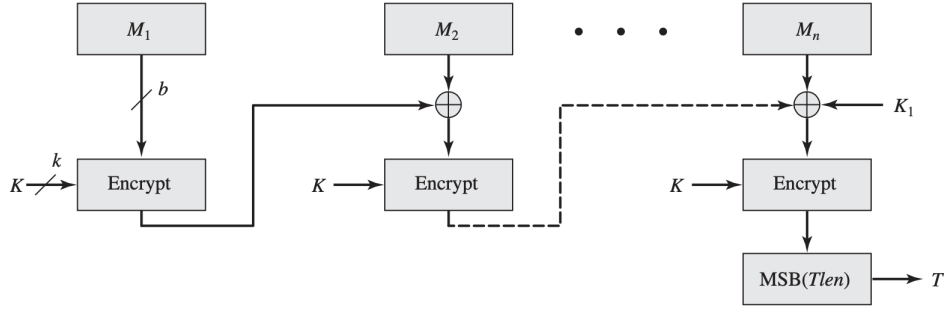 M1
M2
• • •
Mn
b
K1
k
K
Encrypt
K
Encrypt
K
Encrypt
MSB(Tlen)
T